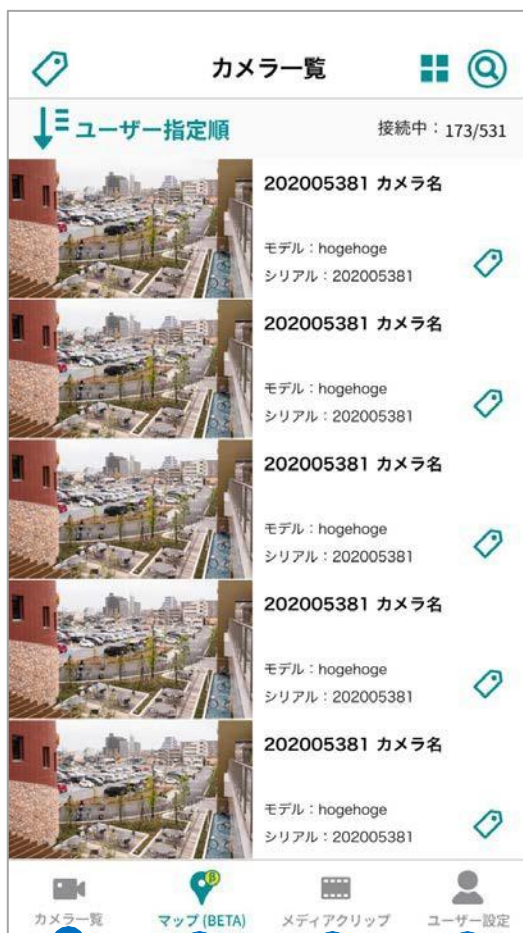 カメラ一覧
ユーザー指定順
接続中：173/531
202005381 カメラ名
モデル：hogehoge
シリアル：202005381
202005381 カメラ名
モデル：hogehoge
シリアル：202005381
202005381 カメラ名
モデル：hogehoge
シリアル：202005381
202005381 カメラ名
モデル：hogehoge
シリアル：202005381
202005381 カメラ名
モデル：hogehoge
シリアル：202005381
β
カメラ一覧 マップ (BETA) メディアクリップ ユーザー設定